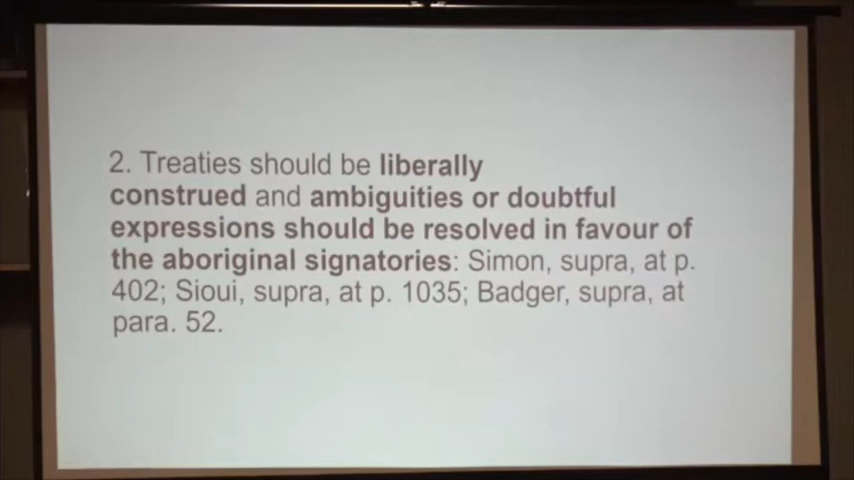 2. Treaties should be liberally
construed and ambiguities or doubtful
expressions should be resolved in favour of
the aboriginal signatories: Simon, supra, at p.
402; Sioui, supra, at p. 1035; Badger, supra, at
para. 52.